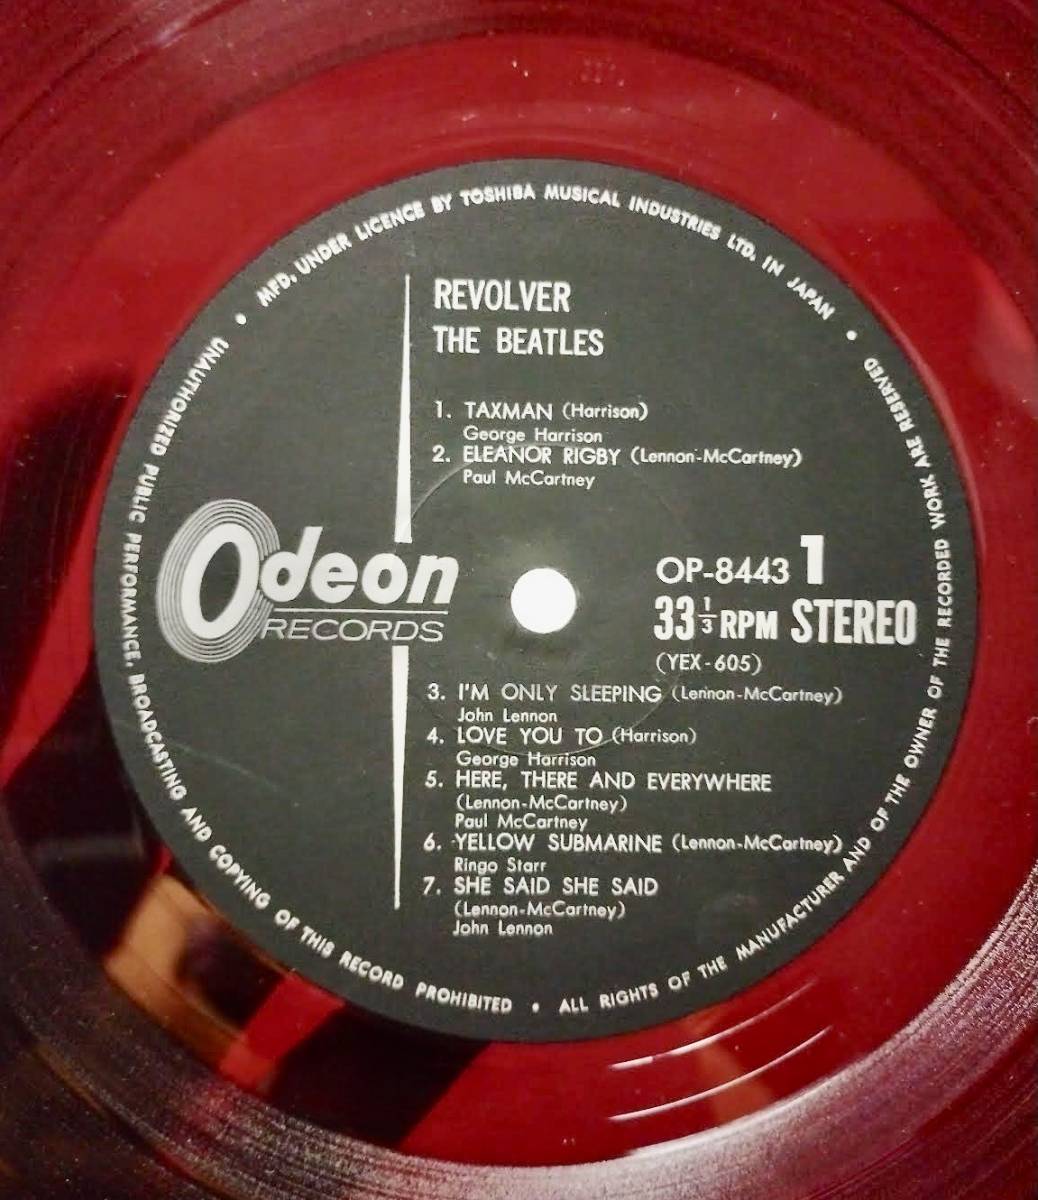 MFD. UNDER LICENCE BY TOSHIBA MUSICAL INDUSTRIES LTD. IN JAPAN •
REVOLVER
THE BEATLES
1. TAXMAN (Harrison)
George Harrison
2. ELEANOR RIGBY (Lennon-McCartney)
Paul McCartney
Odeon
RECORDS
OP-8443 1
33 1/3 RPM STEREO
(YEX-605)
3. I'M ONLY SLEEPING (Lennon-McCartney)
John Lennon
4. LOVE YOU TO (Harrison)
George Harrison
5. HERE, THERE AND EVERYWHERE
(Lennon-McCartney)
Paul McCartney
6. YELLOW SUBMARINE (Lennon-McCartney)
Ringo Starr
7. SHE SAID SHE SAID
(Lennon-McCartney)
John Lennon
ALL RIGHTS OF THE MANUFACTURER AND OF THE OWNER OF THE RECORDED WORK ARE RESERVED
• UNAUTHORIZED PUBLIC PERFORMANCE, BROADCASTING AND COPYING OF THIS RECORD PROHIBITED •